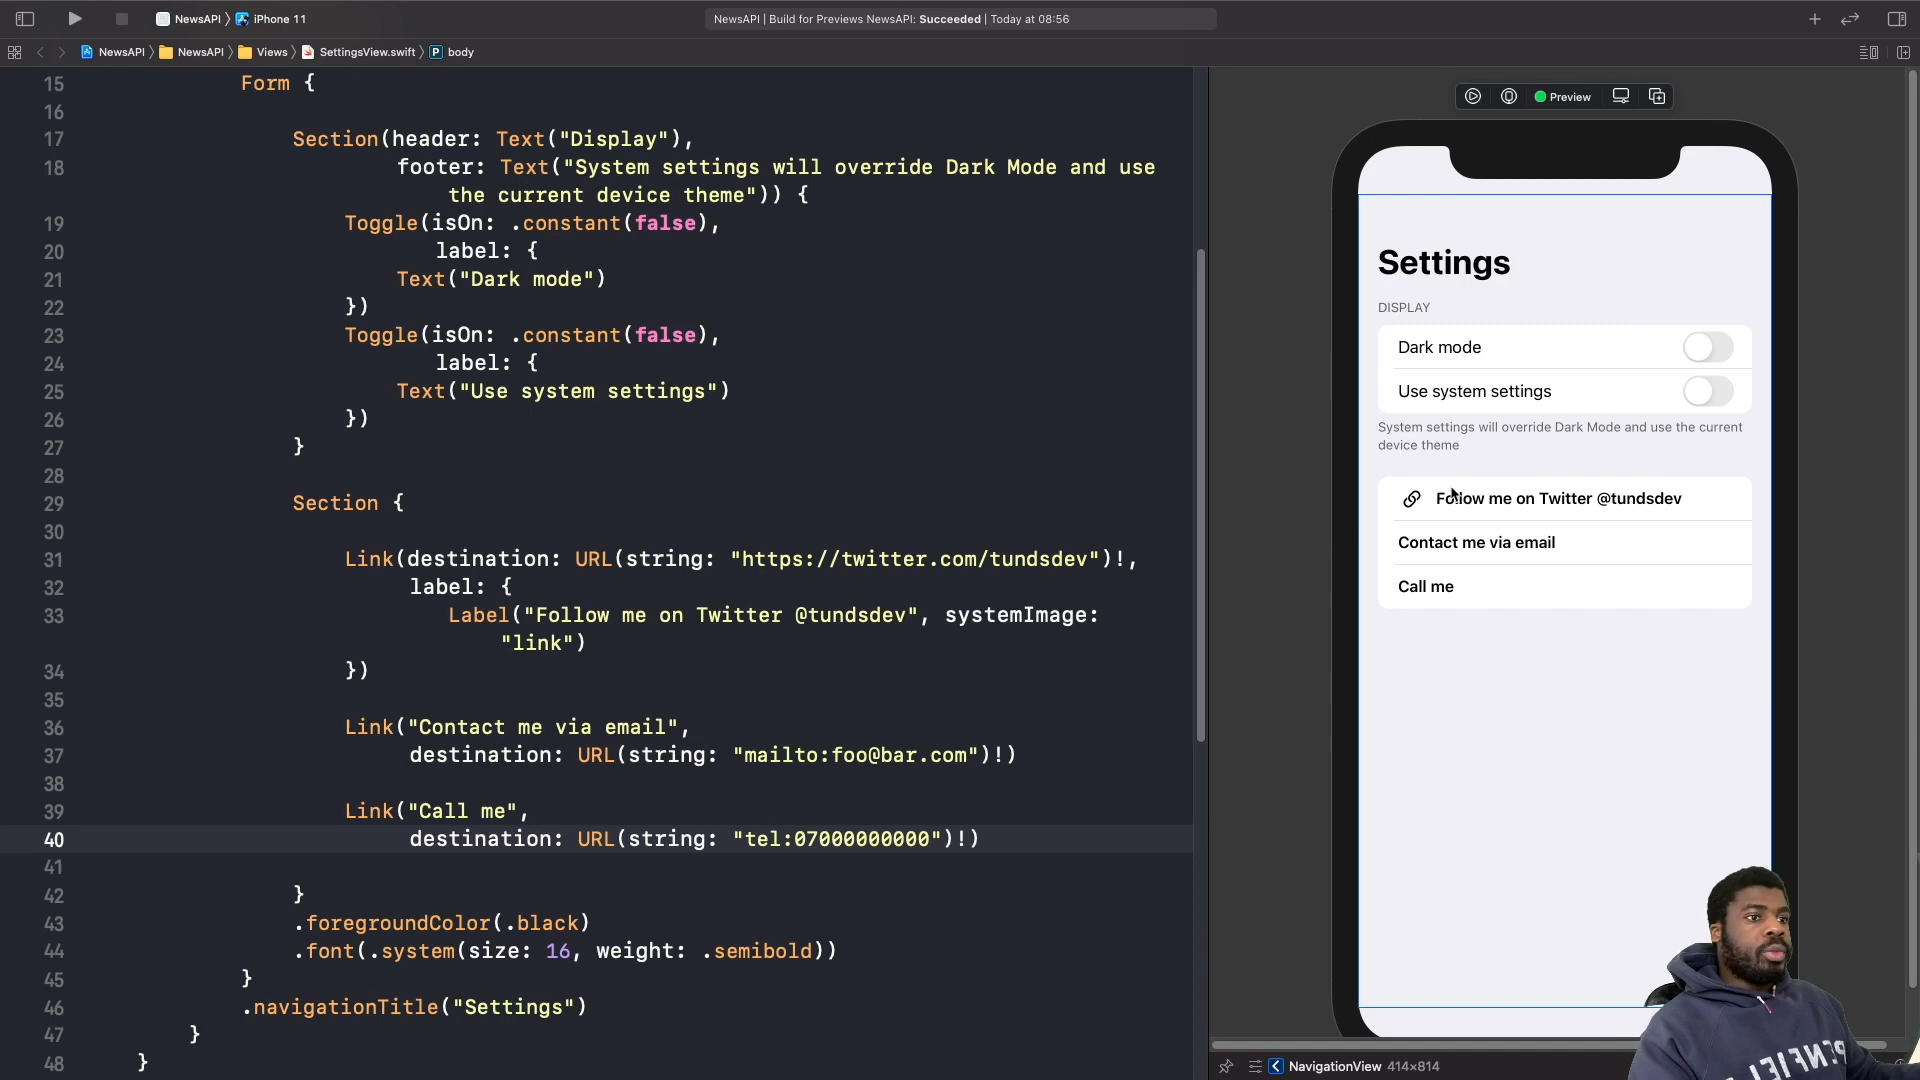 NewsAPI
iPhone 11
NewsAPI | Build for Previews NewsAPI: Succeeded | Today at 08:56
NewsAPI
NewsAPI
Views
SettingsView.swift
P body
15 Form {
16
17 Section(header: Text("Display"),
18 footer: Text("System settings will override Dark Mode and use
the current device theme")) {
19 Toggle(isOn: .constant(false),
20 label: {
21 Text("Dark mode")
22 })
23 Toggle(isOn: .constant(false),
24 label: {
25 Text("Use system settings")
26 })
27 }
28
29 Section {
30
31 Link(destination: URL(string: "https://twitter.com/tundsdev")!,
32 label: {
33 Label("Follow me on Twitter @tundsdev", systemImage:
"link")
34 })
35
36 Link("Contact me via email",
37 destination: URL(string: "mailto:foo@bar.com")!)
38
39 Link("Call me",
40 destination: URL(string: "tel:07000000000")!)
41
42 }
43 .foregroundColor(.black)
44 .font(.system(size: 16, weight: .semibold))
45 }
46 .navigationTitle("Settings")
47 }
48 }
Preview
Settings
DISPLAY
Dark mode
Use system settings
System settings will override Dark Mode and use the current
device theme
Follow me on Twitter @tundsdev
Contact me via email
Call me
NavigationView 414×814